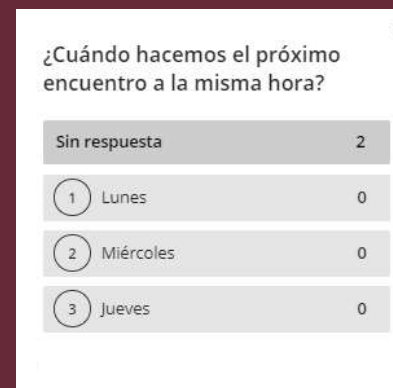 ¿Cuándo hacemos el próximo
encuentro a la misma hora?
Sin respuesta 2
1 Lunes 0
2 Miércoles 0
3 Jueves 0